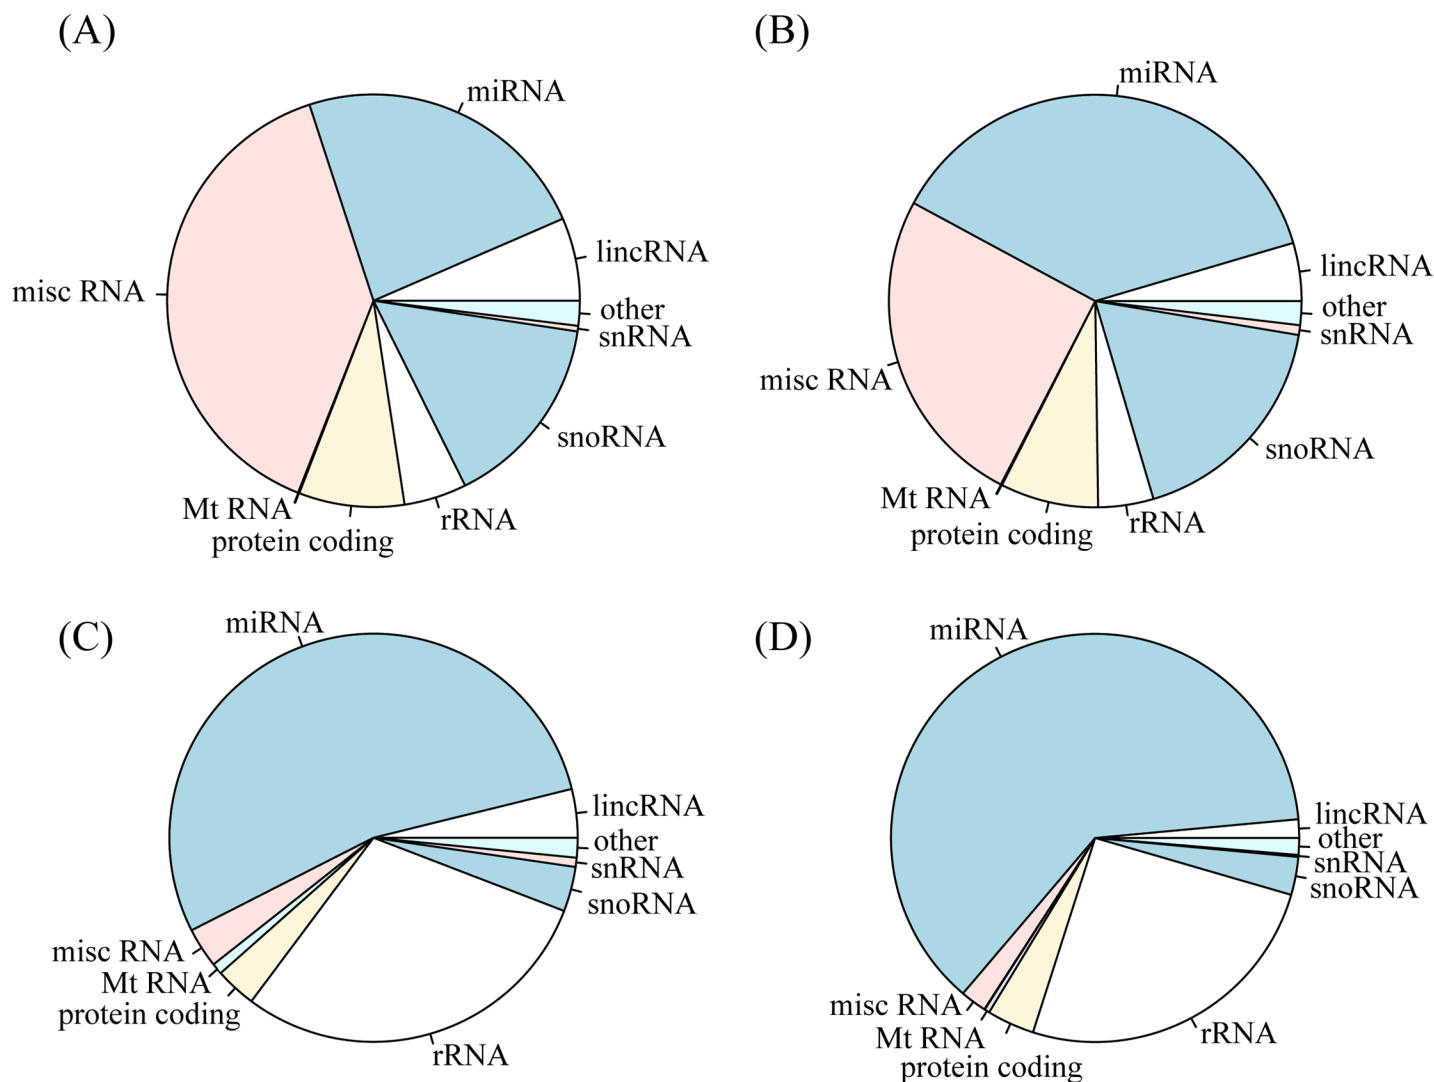 (A)
(B)
miRNA
lincRNA
other
snRNA
snoRNA
rRNA
protein coding
Mt RNA
misc RNA
miRNA
lincRNA
other
snRNA
snoRNA
rRNA
protein coding
Mt RNA
misc RNA
(C)
(D)
miRNA
lincRNA
other
snRNA
snoRNA
rRNA
protein coding
Mt RNA
misc RNA
miRNA
lincRNA
other
snRNA
snoRNA
rRNA
protein coding
Mt RNA
misc RNA